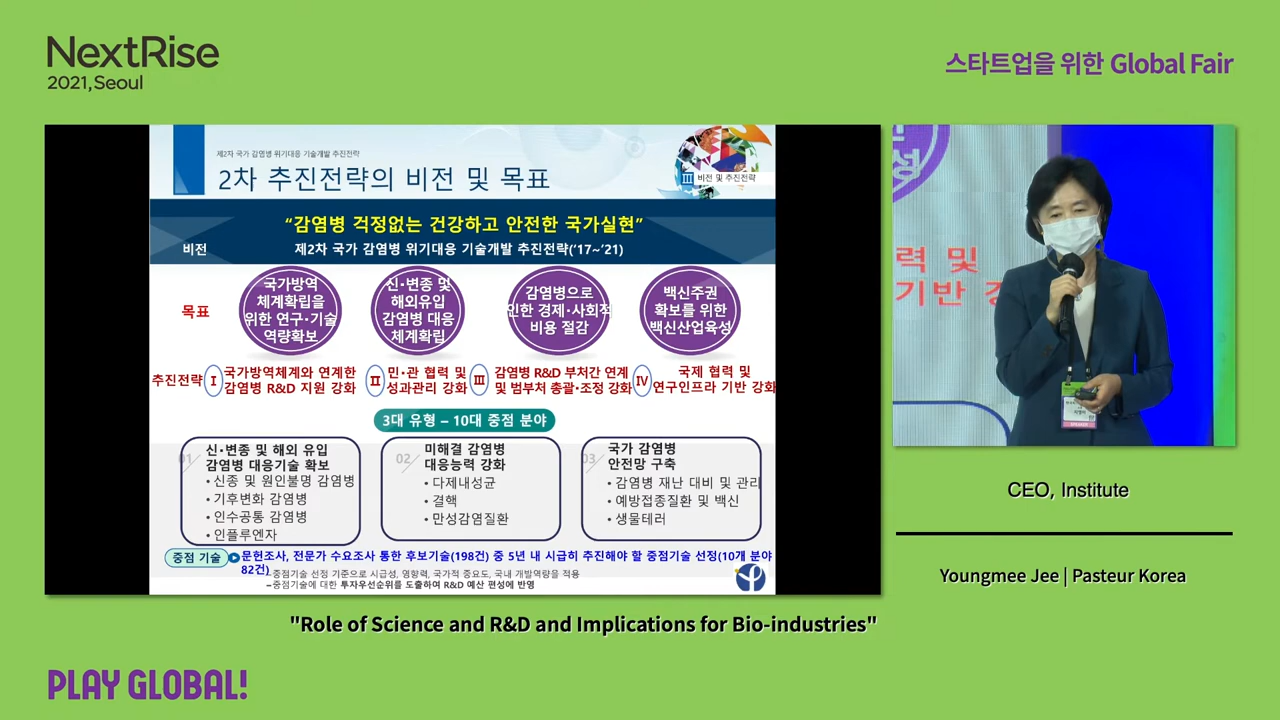 NextRise
2021,Seoul
스타트업을 위한 Global Fair
제2차 국가 감염병 위기대응 기술개발 추진전략
2차 추진전략의 비전 및 목표
Ⅲ 비전 및 추진전략
“감염병 걱정없는 건강하고 안전한 국가실현”
비전
제2차 국가 감염병 위기대응 기술개발 추진전략(‘17~’21)
목표
국가방역
체계확립을
위한 연구·기술
역량확보
신·변종 및
해외유입
감염병 대응
체계확립
감염병으로
인한 경제·사회적
비용 절감
백신주권
확보를 위한
백신산업육성
추진전략
Ⅰ
국가방역체계와 연계한
감염병 R&D 지원 강화
Ⅱ
민·관 협력 및
성과관리 강화
Ⅲ
감염병 R&D 부처간 연계
및 범부처 총괄·조정 강화
Ⅳ
국제 협력 및
연구인프라 기반 강화
3대 유형 – 10대 중점 분야
01
신·변종 및 해외 유입
감염병 대응기술 확보
• 신종 및 원인불명 감염병
• 기후변화 감염병
• 인수공통 감염병
• 인플루엔자
02
미해결 감염병
대응능력 강화
• 다제내성균
• 결핵
• 만성감염질환
03
국가 감염병
안전망 구축
• 감염병 재난 대비 및 관리
• 예방접종질환 및 백신
• 생물테러
중점 기술
문헌조사, 전문가 수요조사 통한 후보기술(198건) 중 5년 내 시급히 추진해야 할 중점기술 선정(10개 분야
82건)
– 중점기술 선정 기준으로 시급성, 영향력, 국가적 중요도, 국내 개발역량을 적용
– 중점기술에 대한 투자우선순위를 도출하여 R&D 예산 편성에 반영
력 및
기반
CEO, Institute
Youngmee Jee | Pasteur Korea
"Role of Science and R&D and Implications for Bio-industries"
PLAY GLOBAL!